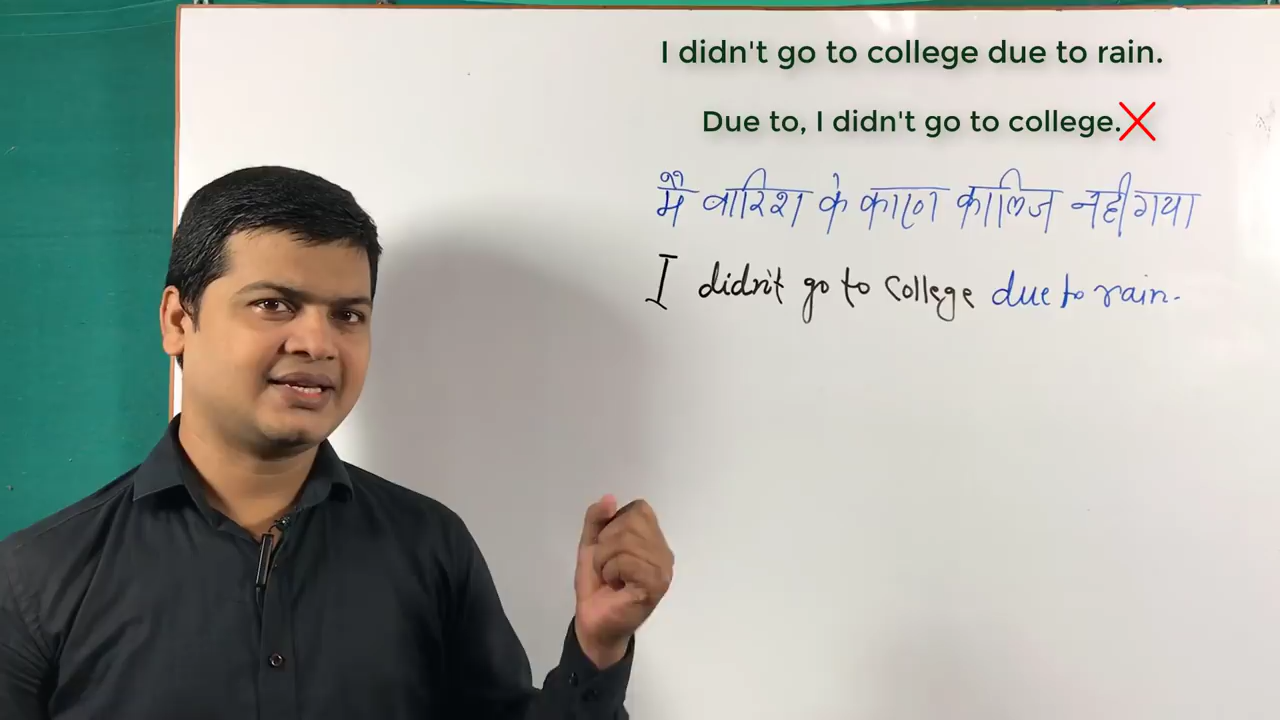 I didn't go to college due to rain.
Due to, I didn't go to college.
मैं बारिश के कारण कालिज नही गया
I didn't go to college due to rain.